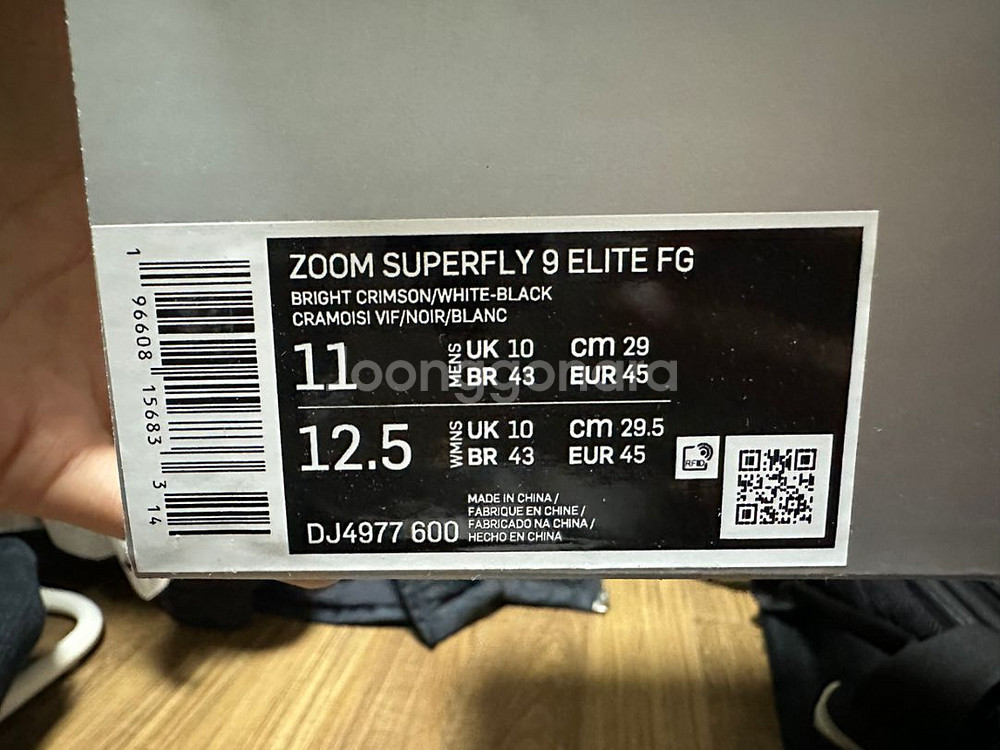 ZOOM SUPERFLY 9 ELITE FG
BRIGHT CRIMSON/WHITE-BLACK
CRAMOISI VIF/NOIR/BLANC
11 MENS UK 10 cm 29
BR 43 EUR 45
joonggonara
12.5 WMNS UK 10 cm 29.5
BR 43 EUR 45
RFID
MADE IN CHINA /
FABRIQUE EN CHINE /
FABRICADO NA CHINA /
HECHO EN CHINA
DJ4977 600
1 96608 15683 3 14